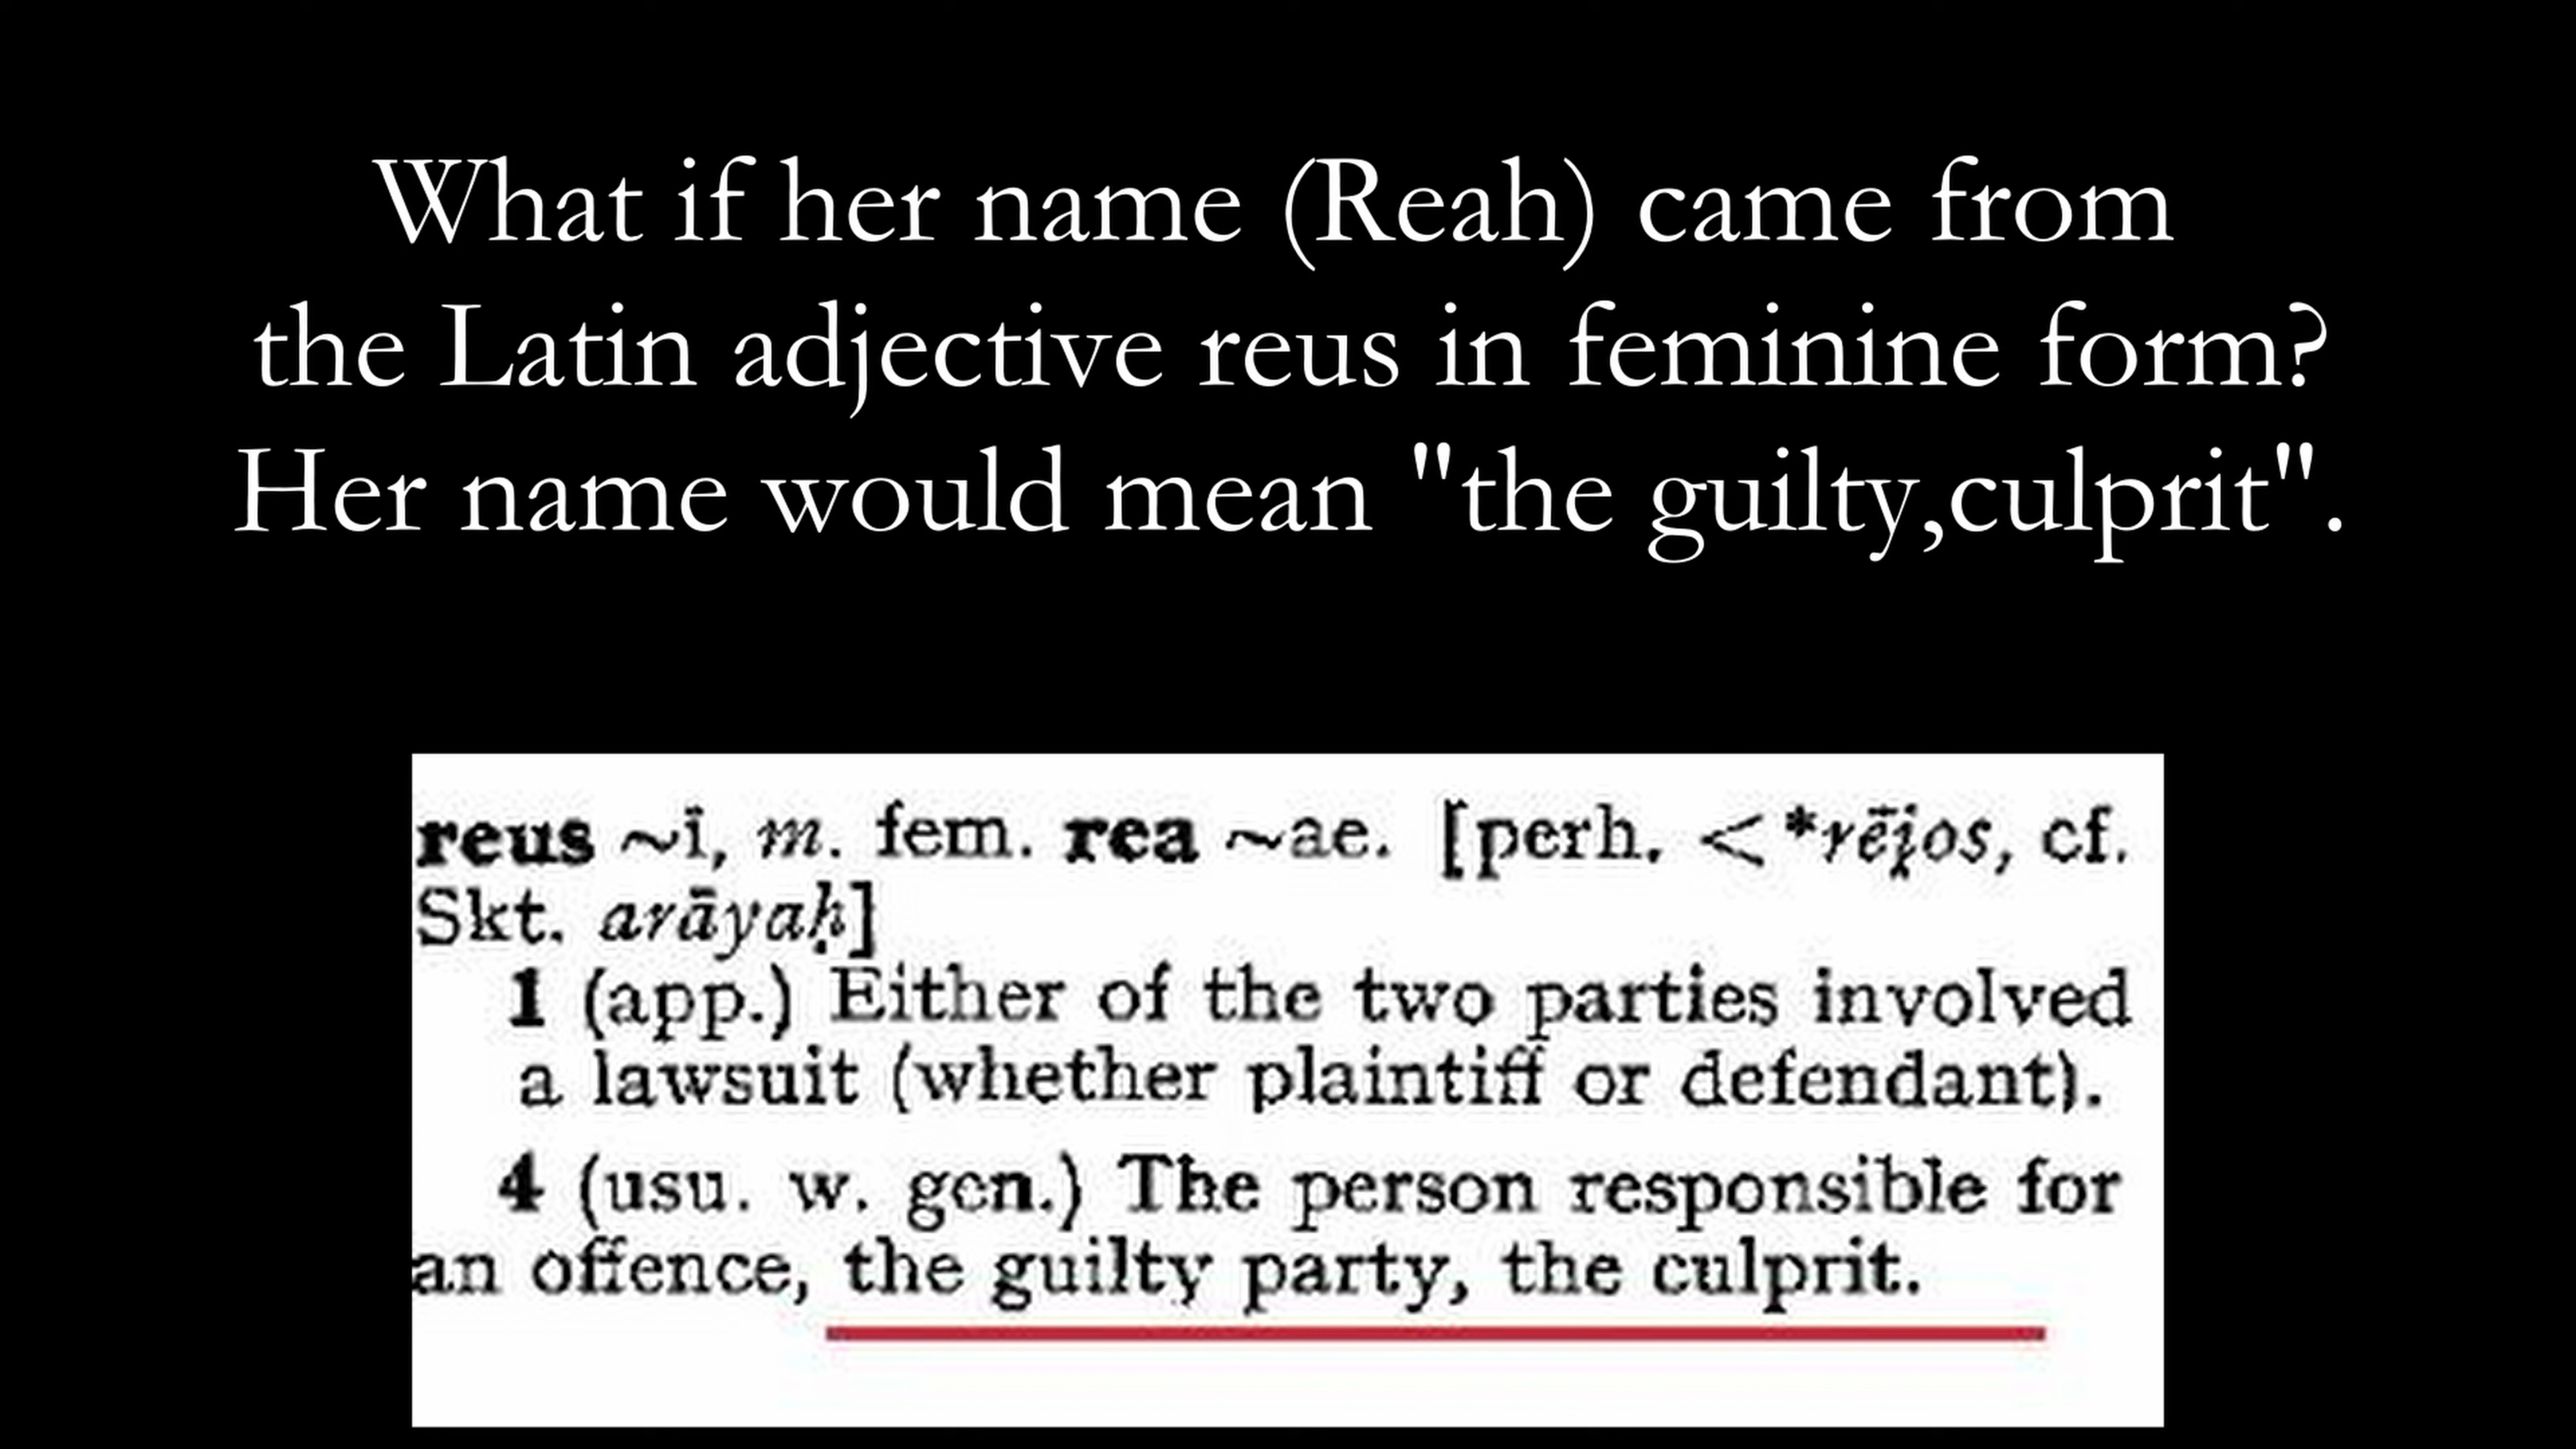 What if her name (Reah) came from
the Latin adjective reus in feminine form?
Her name would mean "the guilty,culprit".
reus ~ī, m. fem. rea ~ae. [perh. < *rēi̯os, cf.
Skt. arāyaḥ]
1 (app.) Either of the two parties involved
a lawsuit (whether plaintiff or defendant).
4 (usu. w. gen.) The person responsible for
an offence, the guilty party, the culprit.